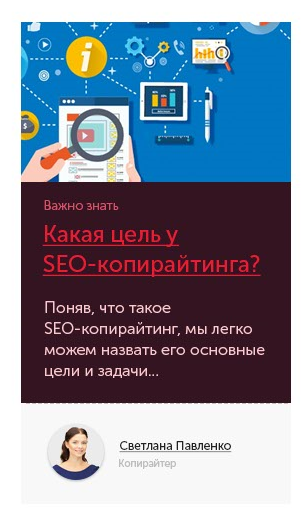 Важно знать
Какая цель у
SEO-копирайтинга?
Поняв, что такое
SEO-копирайтинг, мы легко
можем назвать его основные
цели и задачи...
Светлана Павленко
Копирайтер